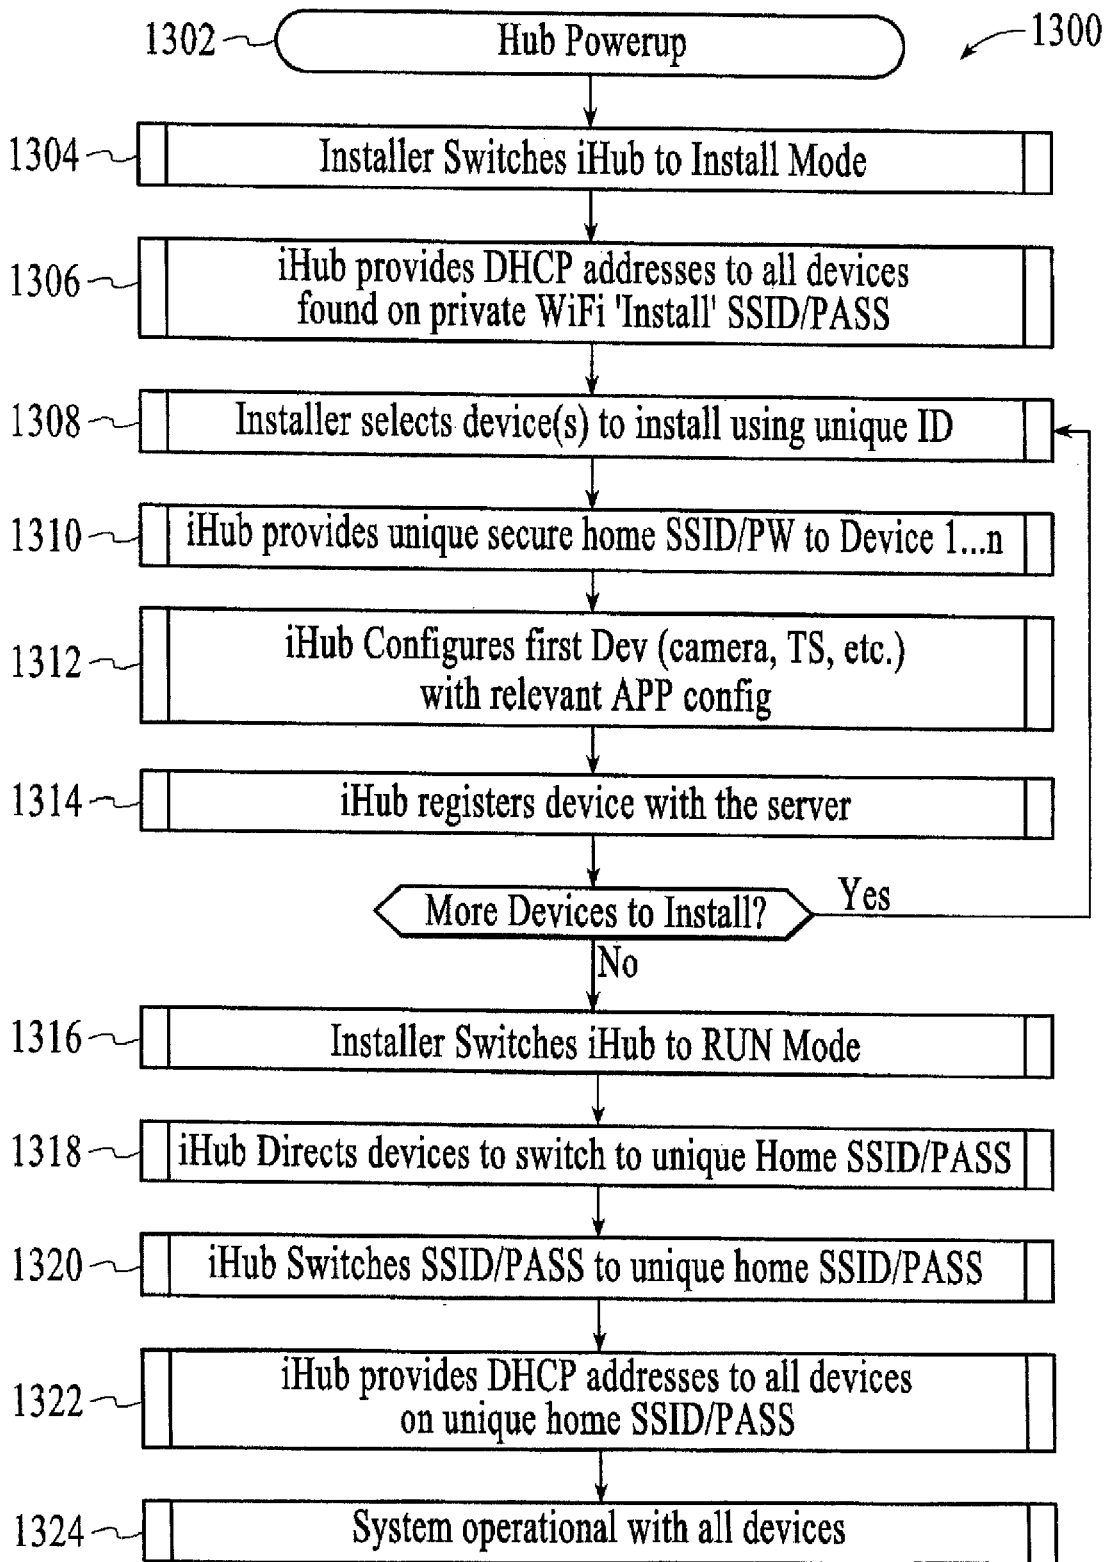 1302
Hub Powerup
1300
1304
Installer Switches iHub to Install Mode
1306
iHub provides DHCP addresses to all devices
found on private WiFi 'Install' SSID/PASS
1308
Installer selects device(s) to install using unique ID
1310
iHub provides unique secure home SSID/PW to Device 1...n
1312
iHub Configures first Dev (camera, TS, etc.)
with relevant APP config
1314
iHub registers device with the server
More Devices to Install?
Yes
No
1316
Installer Switches iHub to RUN Mode
1318
iHub Directs devices to switch to unique Home SSID/PASS
1320
iHub Switches SSID/PASS to unique home SSID/PASS
1322
iHub provides DHCP addresses to all devices
on unique home SSID/PASS
1324
System operational with all devices